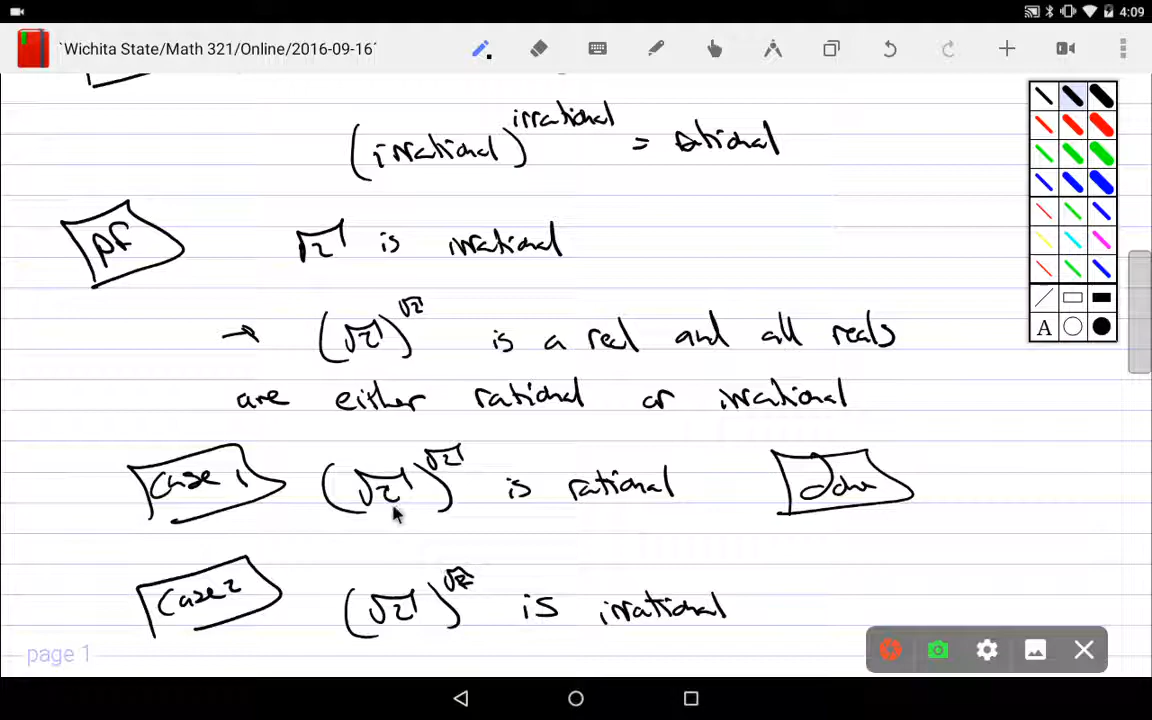 4:09
`Wichita State/Math 321/Online/2016-09-16`
(irrational)^irrational = rational
pf √2 is irrational
→ (√2)^√2 is a real and all reals
are either rational or irrational
A
Case 1 (√2)^√2 is rational Done
Case 2 (√2)^√2 is irrational
page 1